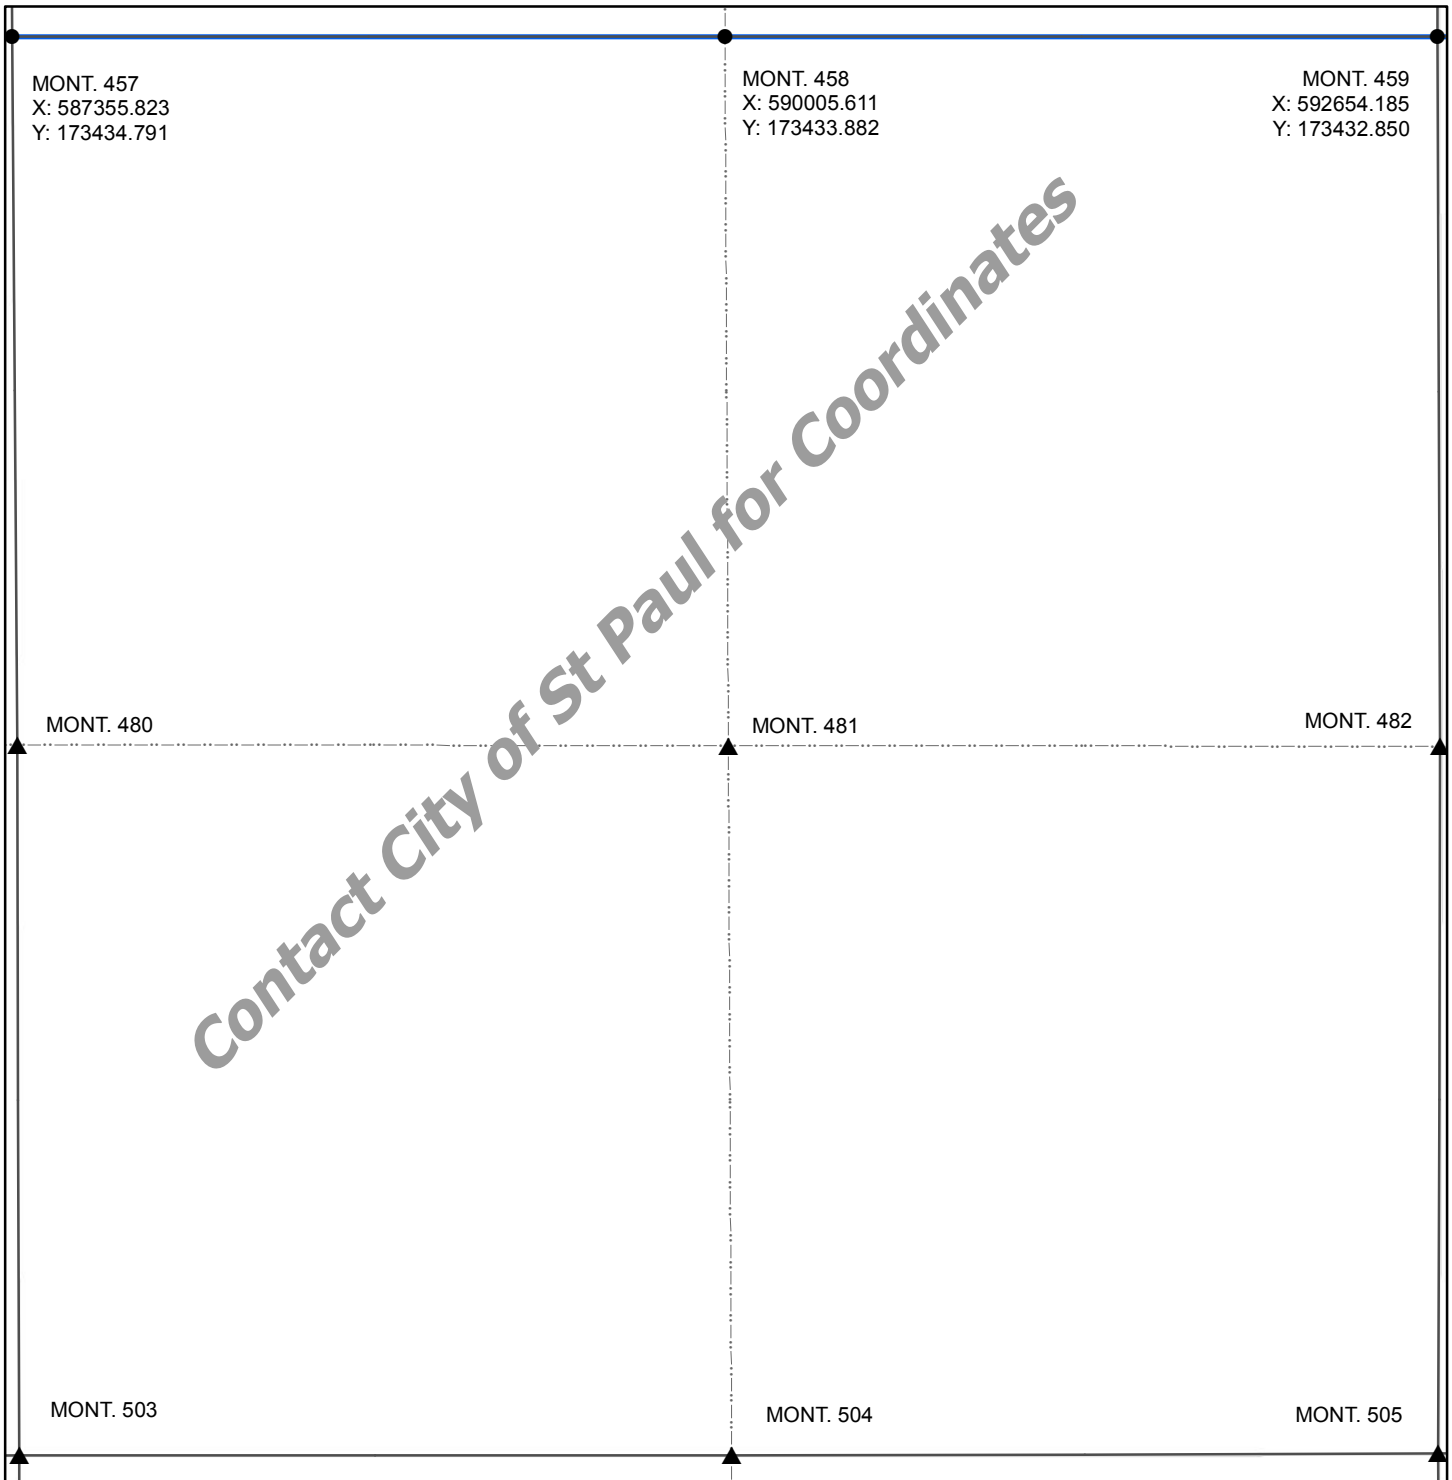 MONT. 457
X: 587355.823
Y: 173434.791
MONT. 458
X: 590005.611
Y: 173433.882
MONT. 459
X: 592654.185
Y: 173432.850
Contact City of St Paul for Coordinates
MONT. 480
MONT. 481
MONT. 482
MONT. 503
MONT. 504
MONT. 505